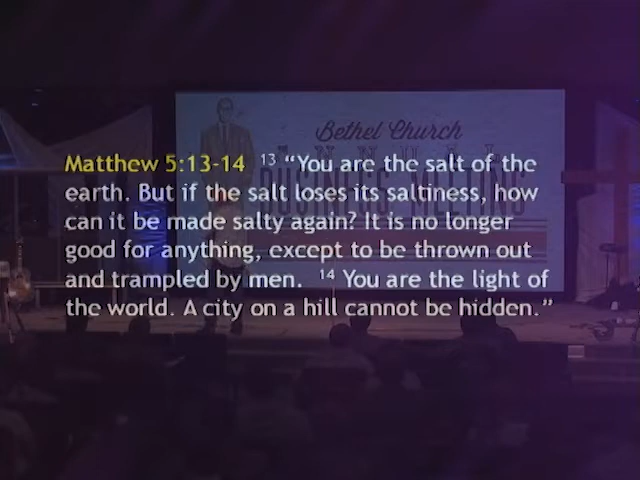 Bethel Church
ANNUAL
BUSINESS MEETING
Matthew 5:13-14 13 “You are the salt of the
earth. But if the salt loses its saltiness, how
can it be made salty again? It is no longer
good for anything, except to be thrown out
and trampled by men. 14 You are the light of
the world. A city on a hill cannot be hidden.”